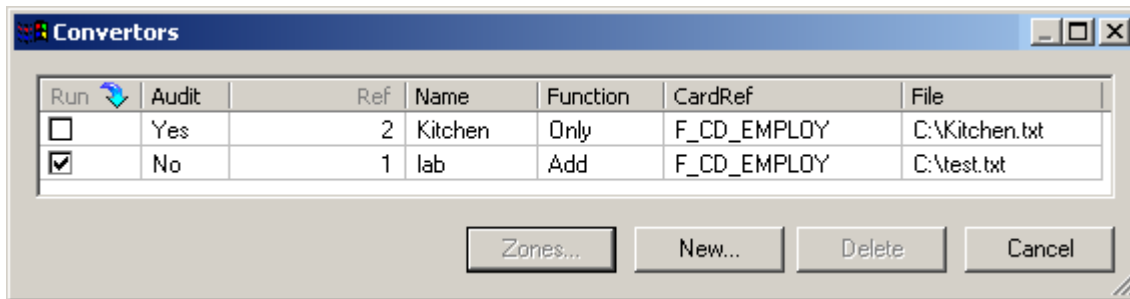 Convertors
Run Audit Ref Name Function CardRef File
Yes 2 Kitchen Only F_CD_EMPLOY C:\Kitchen.txt
No 1 lab Add F_CD_EMPLOY C:\test.txt
Zones... New... Delete Cancel